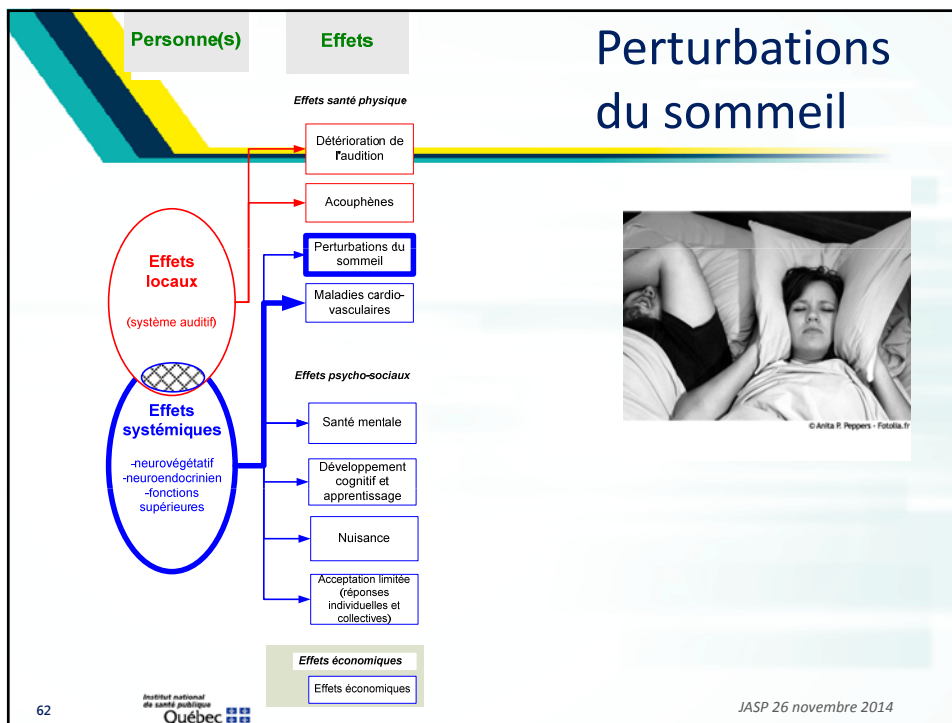 Personne(s)
Effets
Perturbations
du sommeil
Effets santé physique
Détérioration de
l'audition
Acouphènes
Perturbations du
sommeil
Maladies cardio-
vasculaires
Effets
locaux
(système auditif)
Effets
systémiques
-neurovégétatif
-neuroendocrinien
-fonctions
supérieures
Effets psycho-sociaux
Santé mentale
Développement
cognitif et
apprentissage
Nuisance
Acceptation limitée
(réponses
individuelles et
collectives)
Effets économiques
Effets économiques
© Anita P. Peppers - Fotolia.fr
62
Institut national
de santé publique
Québec
JASP 26 novembre 2014